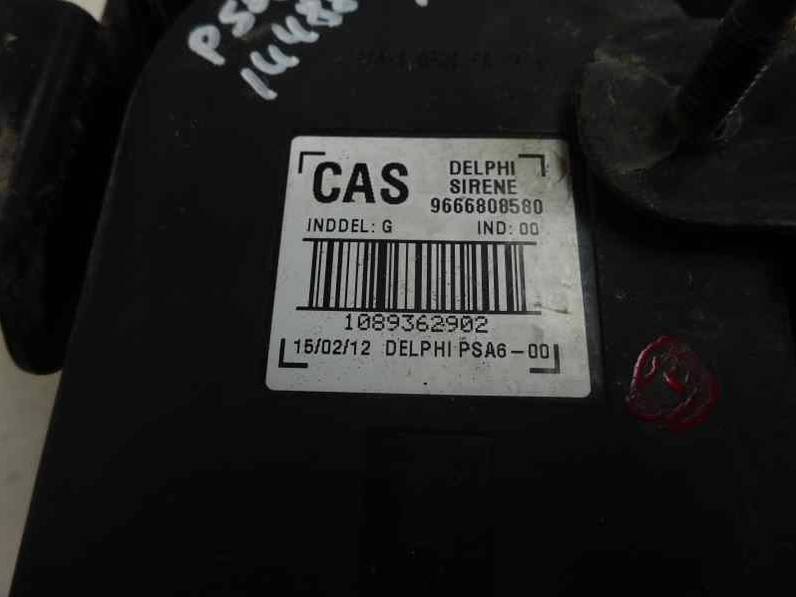 CAS
DELPHI
SIRENE
9666808580
INDDEL: G IND: 00
1089362902
15/02/12 DELPHI PSA6-00